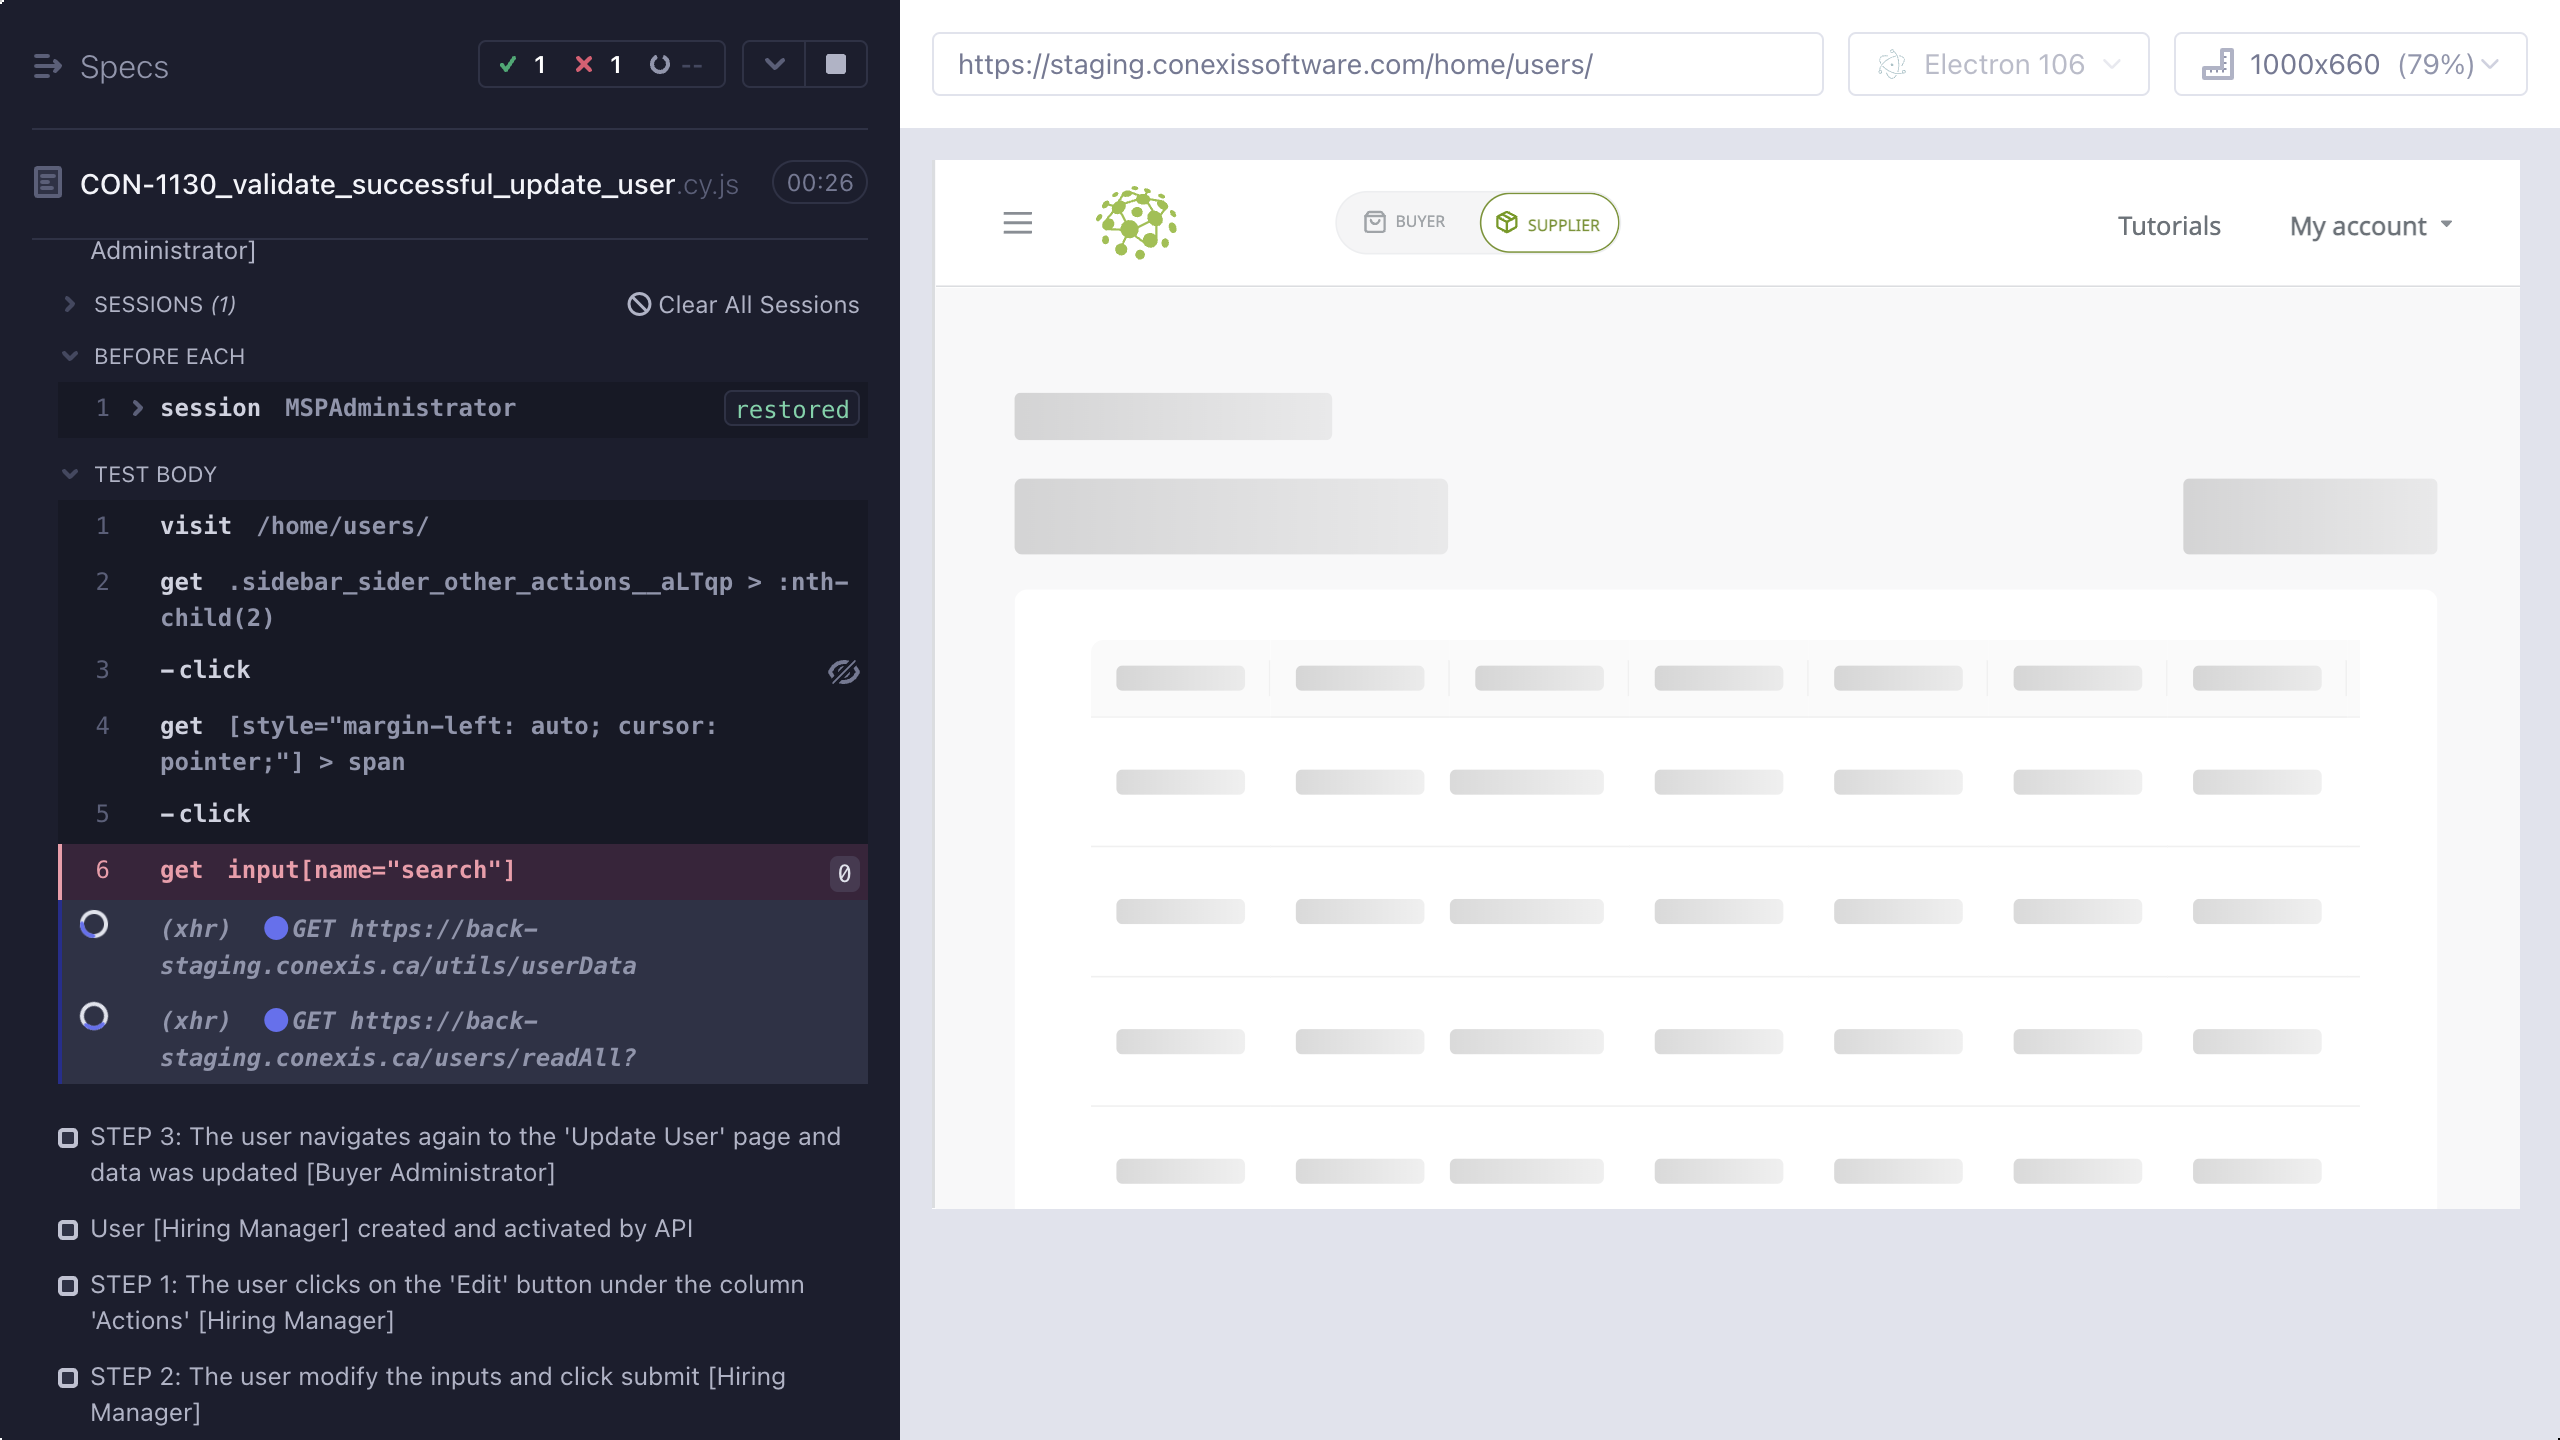 Specs
1
1
--
CON-1130_validate_successful_update_user.cy.js
00:26
Administrator]
SESSIONS (1)
Clear All Sessions
BEFORE EACH
1 session MSPAdministrator restored
TEST BODY
1 visit /home/users/
2 get .sidebar_sider_other_actions__aLTqp > :nth-
child(2)
3 -click
4 get [style="margin-left: auto; cursor:
pointer;"] > span
5 -click
6 get input[name="search"] 0
(xhr) GET https://back-
staging.conexis.ca/utils/userData
(xhr) GET https://back-
staging.conexis.ca/users/readAll?
STEP 3: The user navigates again to the 'Update User' page and
data was updated [Buyer Administrator]
User [Hiring Manager] created and activated by API
STEP 1: The user clicks on the 'Edit' button under the column
'Actions' [Hiring Manager]
STEP 2: The user modify the inputs and click submit [Hiring
Manager]
https://staging.conexissoftware.com/home/users/
Electron 106
1000x660 (79%)
BUYER
SUPPLIER
Tutorials
My account